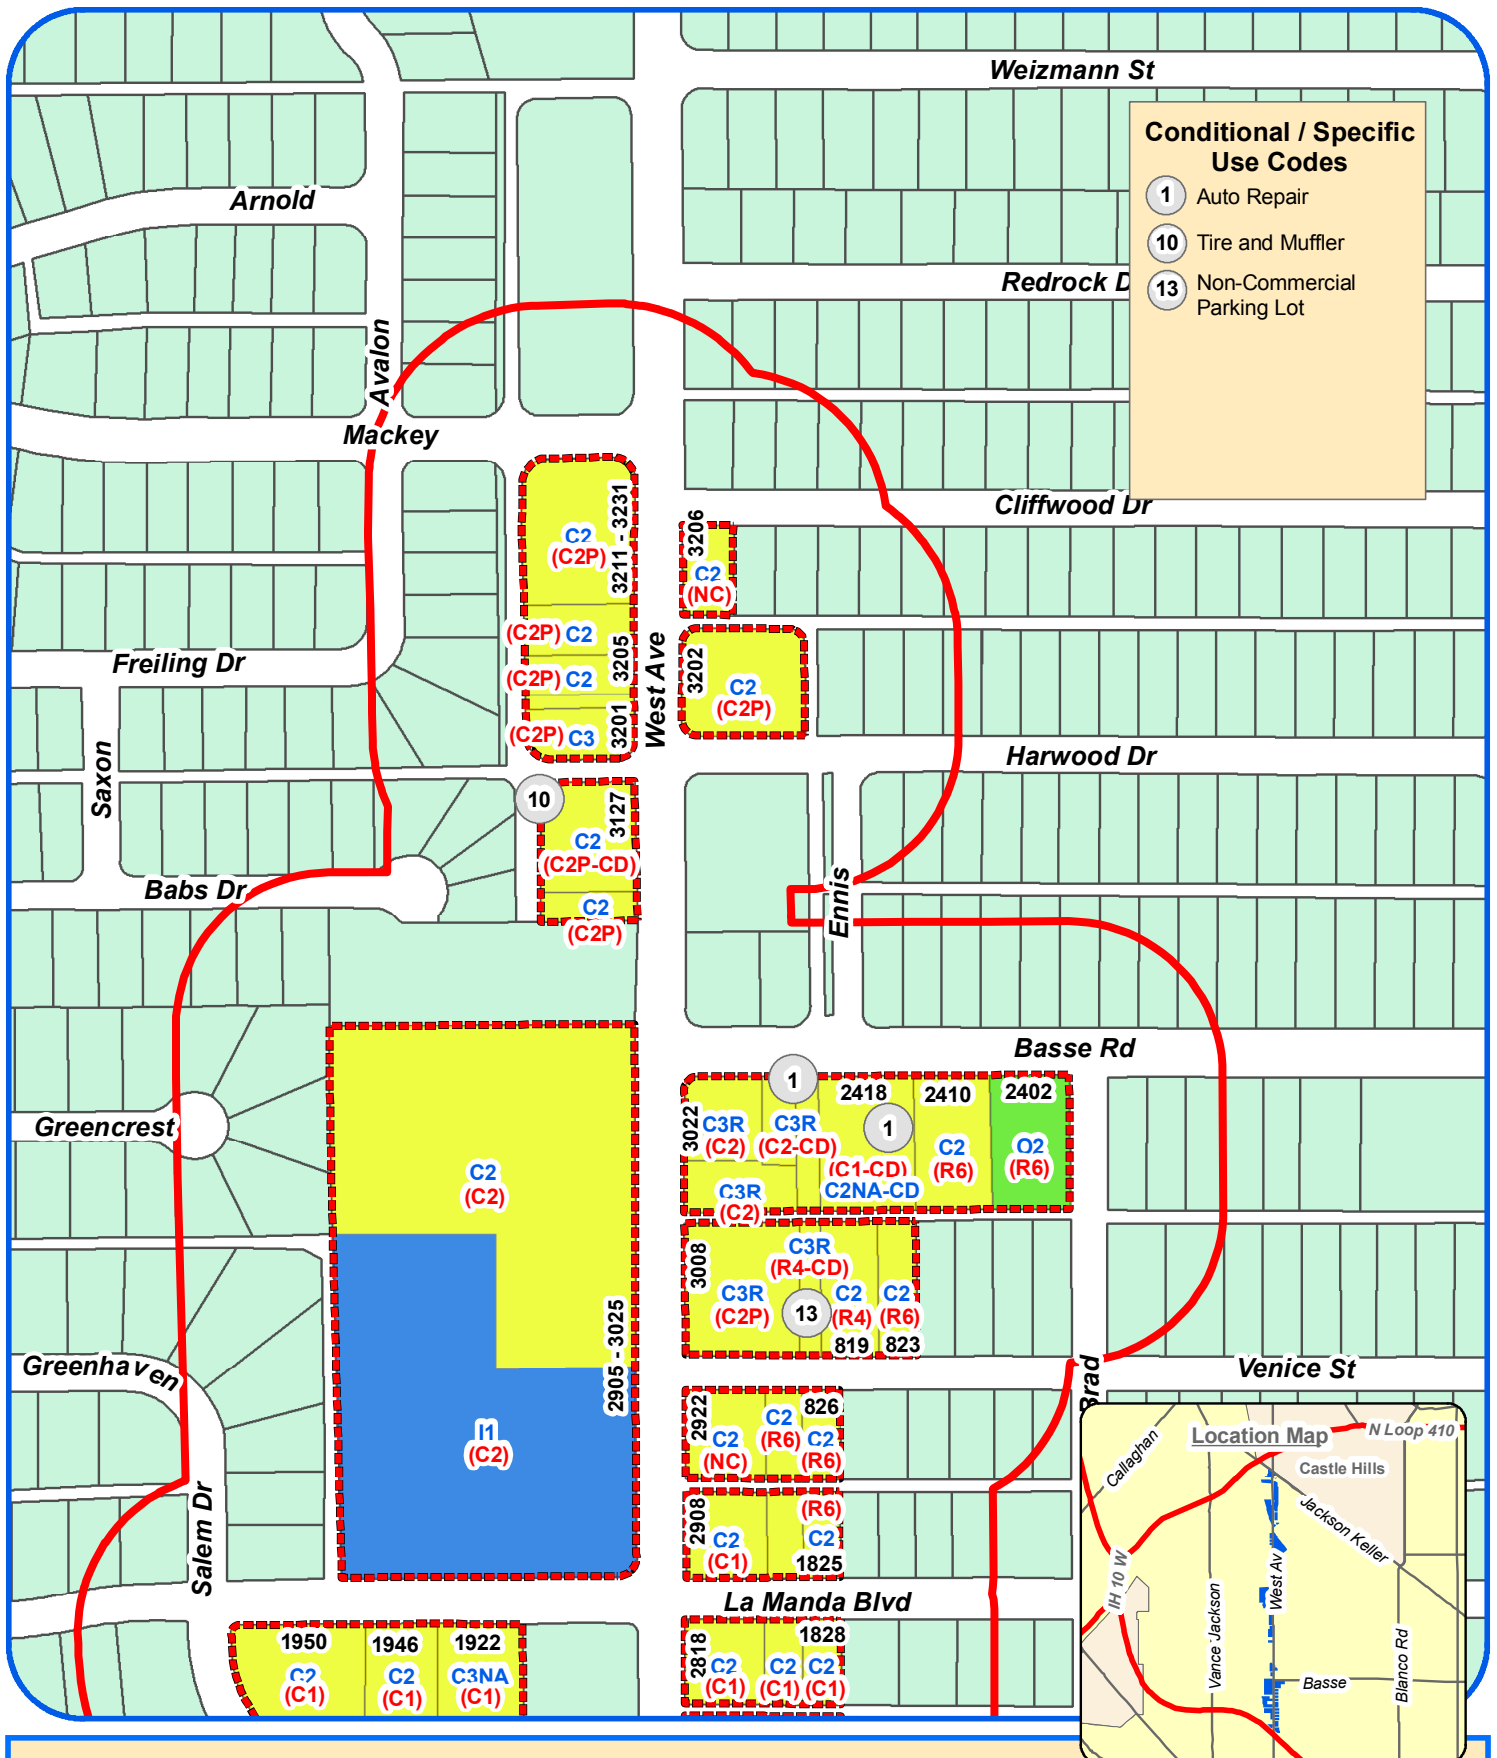 Weizmann St
Conditional / Specific
Use Codes
1 Auto Repair
10 Tire and Muffler
13 Non-Commercial
Parking Lot
Arnold
Redrock D
Avalon
Mackey
Cliffwood Dr
3211 - 3231
C2
(C2P)
3206
C2
(NC)
(C2P) C2
3205
(C2P) C2
(C2P) C3
3201
West Ave
3202
C2
(C2P)
Freiling Dr
Harwood Dr
Saxon
10
3127
C2
(C2P-CD)
C2
(C2P)
Babs Dr
Ennis
Basse Rd
1
2418
2410
2402
3022
C3R
(C2)
C3R
(C2-CD)
1
(C1-CD)
C2NA-CD
C2
(R6)
O2
(R6)
C3R
(C2)
Greencrest
C2
(C2)
3008
C3R
(R4-CD)
C3R
(C2P)
13
C2
(R4)
819
C2
(R6)
823
2905 - 3025
Greenhaven
Venice St
Brad
I1
(C2)
2922
C2
(NC)
C2
(R6)
826
C2
(R6)
2908
C2
(C1)
(R6)
C2
1825
Salem Dr
La Manda Blvd
1950
C2
(C1)
1946
C2
(C1)
1922
C3NA
(C1)
2818
C2
(C1)
C2
(C1)
1828
C2
(C1)
Location Map
N Loop 410
Callaghan
Castle Hills
Jackson Keller
IH 10 W
West Av
Vance Jackson
Basse
Blanco Rd